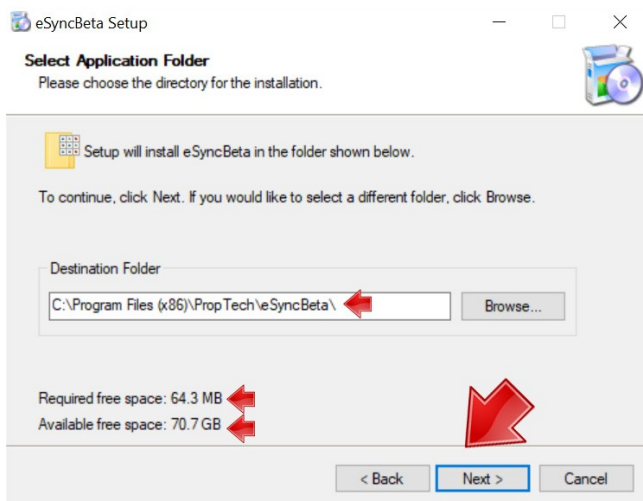 eSyncBeta Setup
Select Application Folder
Please choose the directory for the installation.
Setup will install eSyncBeta in the folder shown below.
To continue, click Next. If you would like to select a different folder, click Browse.
Destination Folder
C:\Program Files (x86)\PropTech\eSyncBeta\
Browse...
Required free space: 64.3 MB
Available free space: 70.7 GB
< Back
Next >
Cancel